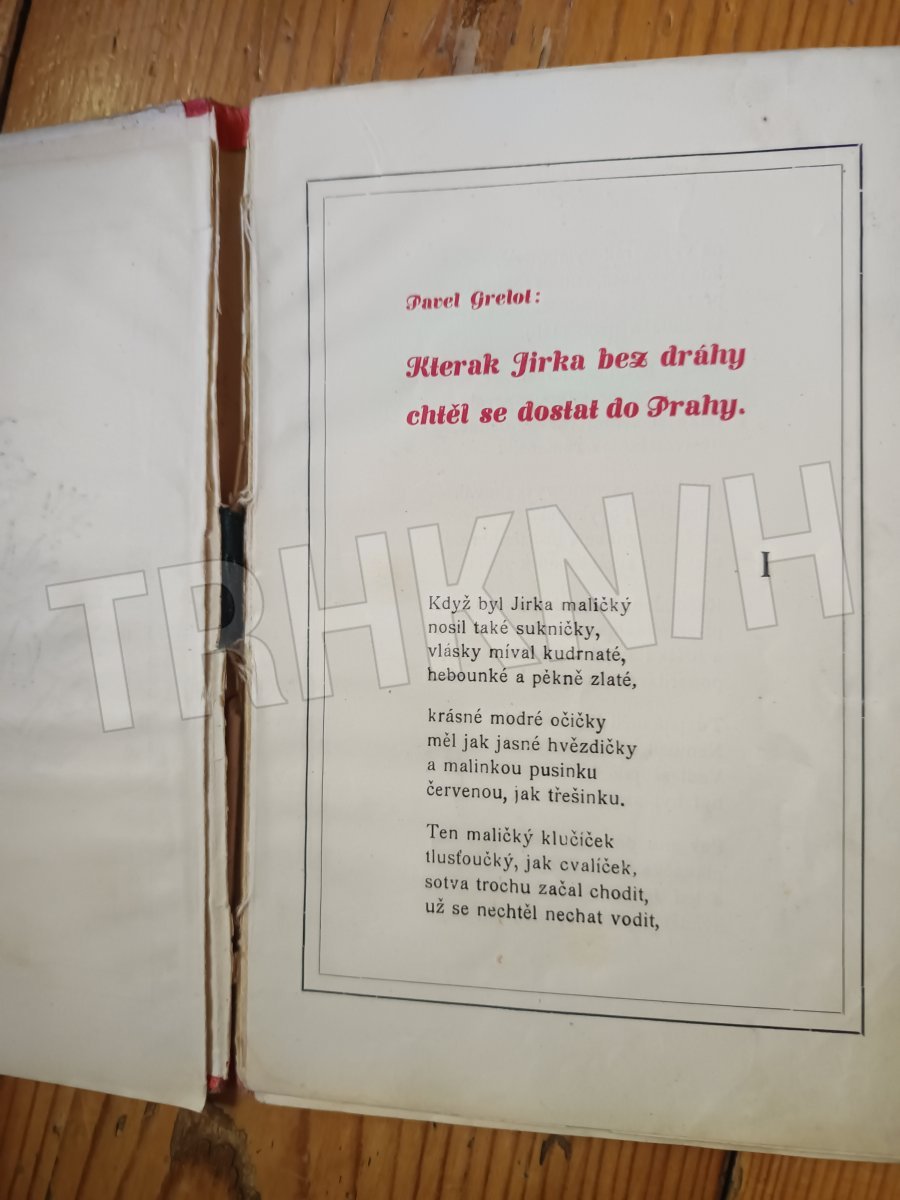 Pavel Grelot:
Kterak Jirka bez dráhy
chtěl se dostat do Prahy.
I
Když byl Jirka maličký
nosil také sukničky,
vlásky míval kudrnaté,
hebounké a pěkně zlaté,
krásné modré očičky
měl jak jasné hvězdičky
a malinkou pusinku
červenou, jak třešinku.
Ten maličký klučíček
tlusťoučký, jak cvalíček,
sotva trochu začal chodit,
už se nechtěl nechat vodit,
TRHKNIH